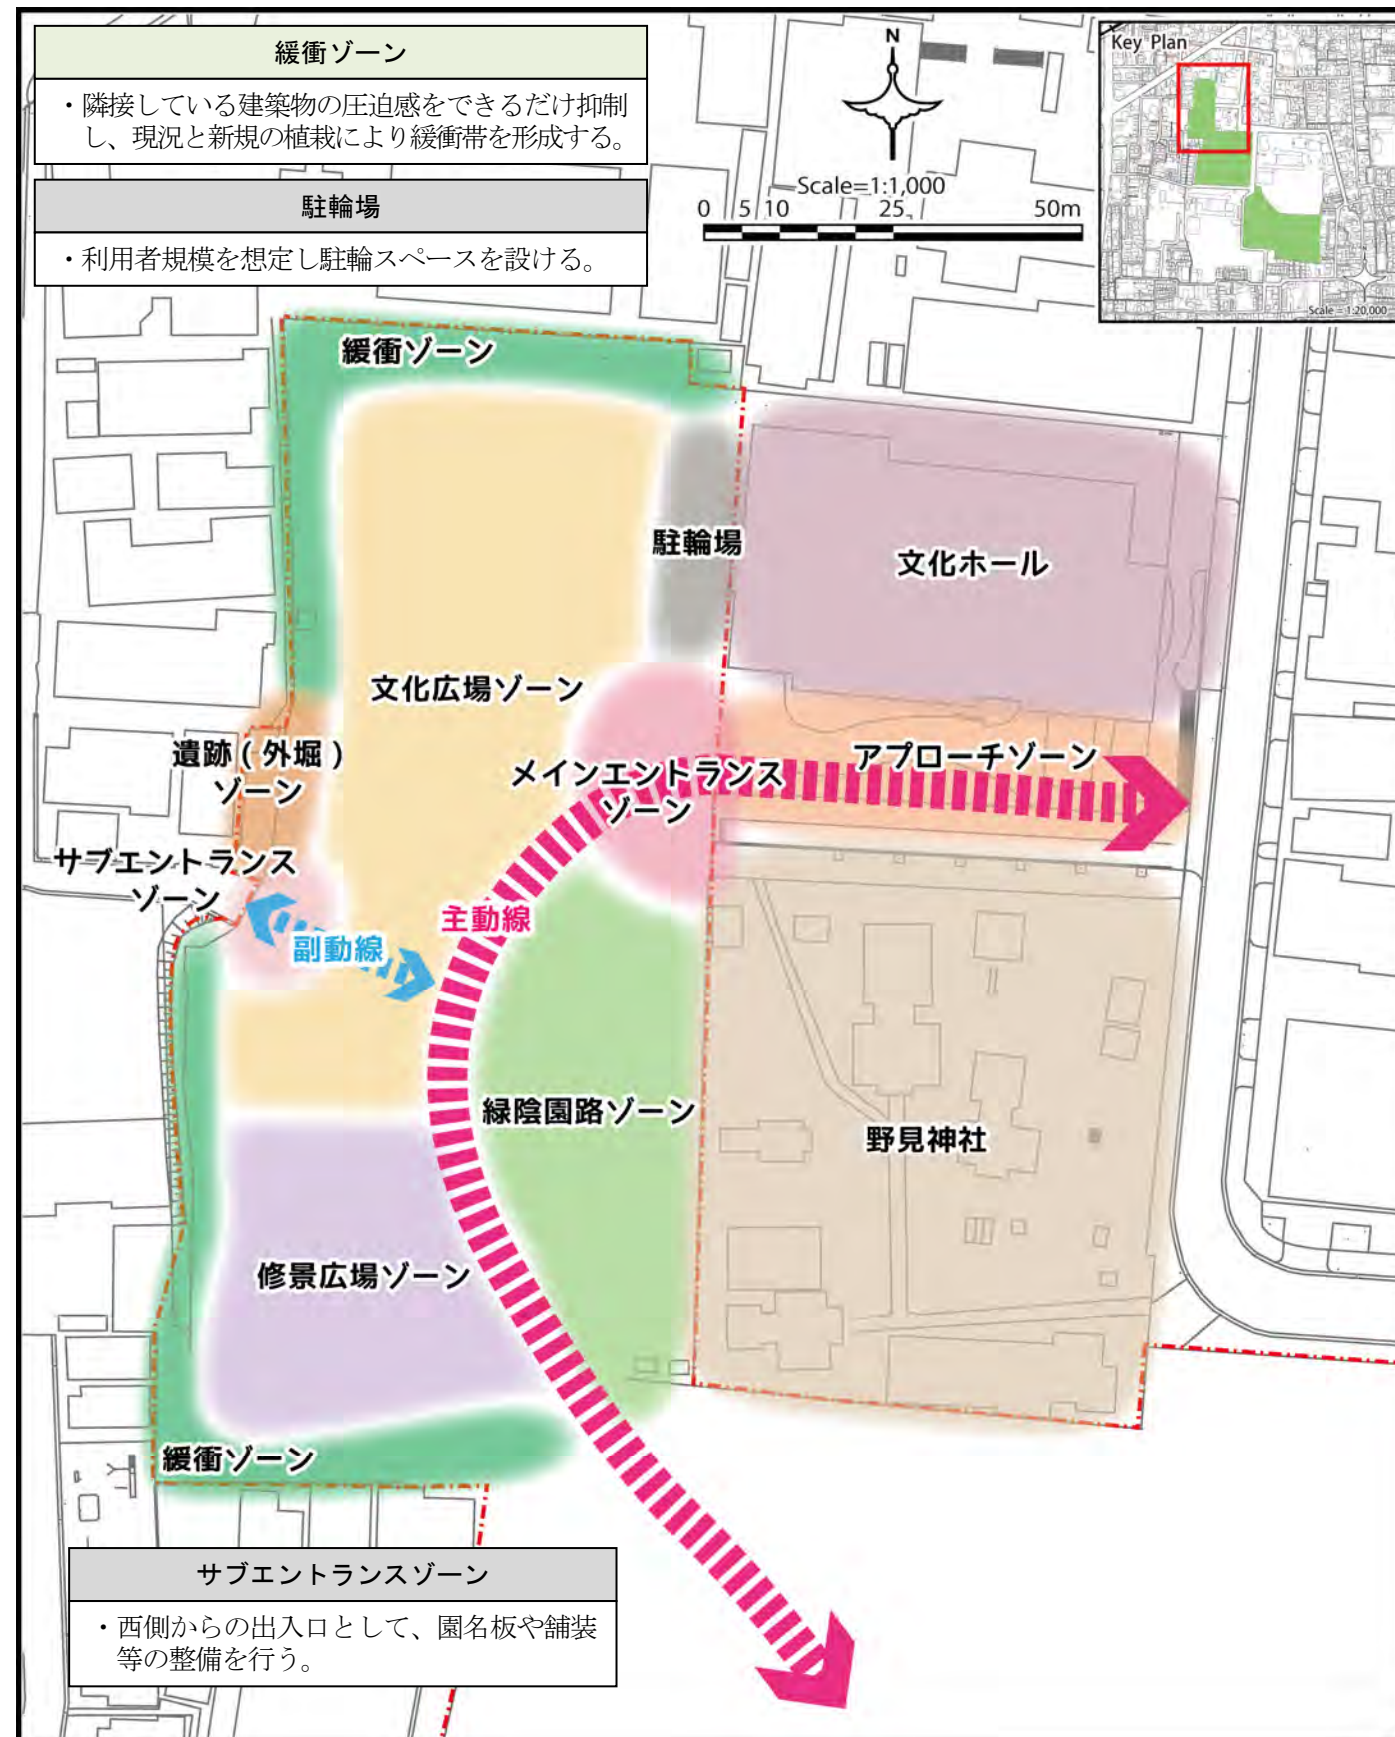 緩衝ゾーン
・隣接している建築物の圧迫感をできるだけ抑制
し、現況と新規の植栽により緩衝帯を形成する。
駐輪場
・利用者規模を想定し駐輪スペースを設ける。
N
Scale=1:1,000
0 5 10 25 50m
Key Plan
Scale = 1:20,000
緩衝ゾーン
駐輪場
文化ホール
文化広場ゾーン
遺跡(外堀)
ゾーン
メインエントランス
ゾーン
アプローチゾーン
サブエントランス
ゾーン
主動線
副動線
緑陰園路ゾーン
野見神社
修景広場ゾーン
緩衝ゾーン
サブエントランスゾーン
・西側からの出入口として、園名板や舗装
等の整備を行う。